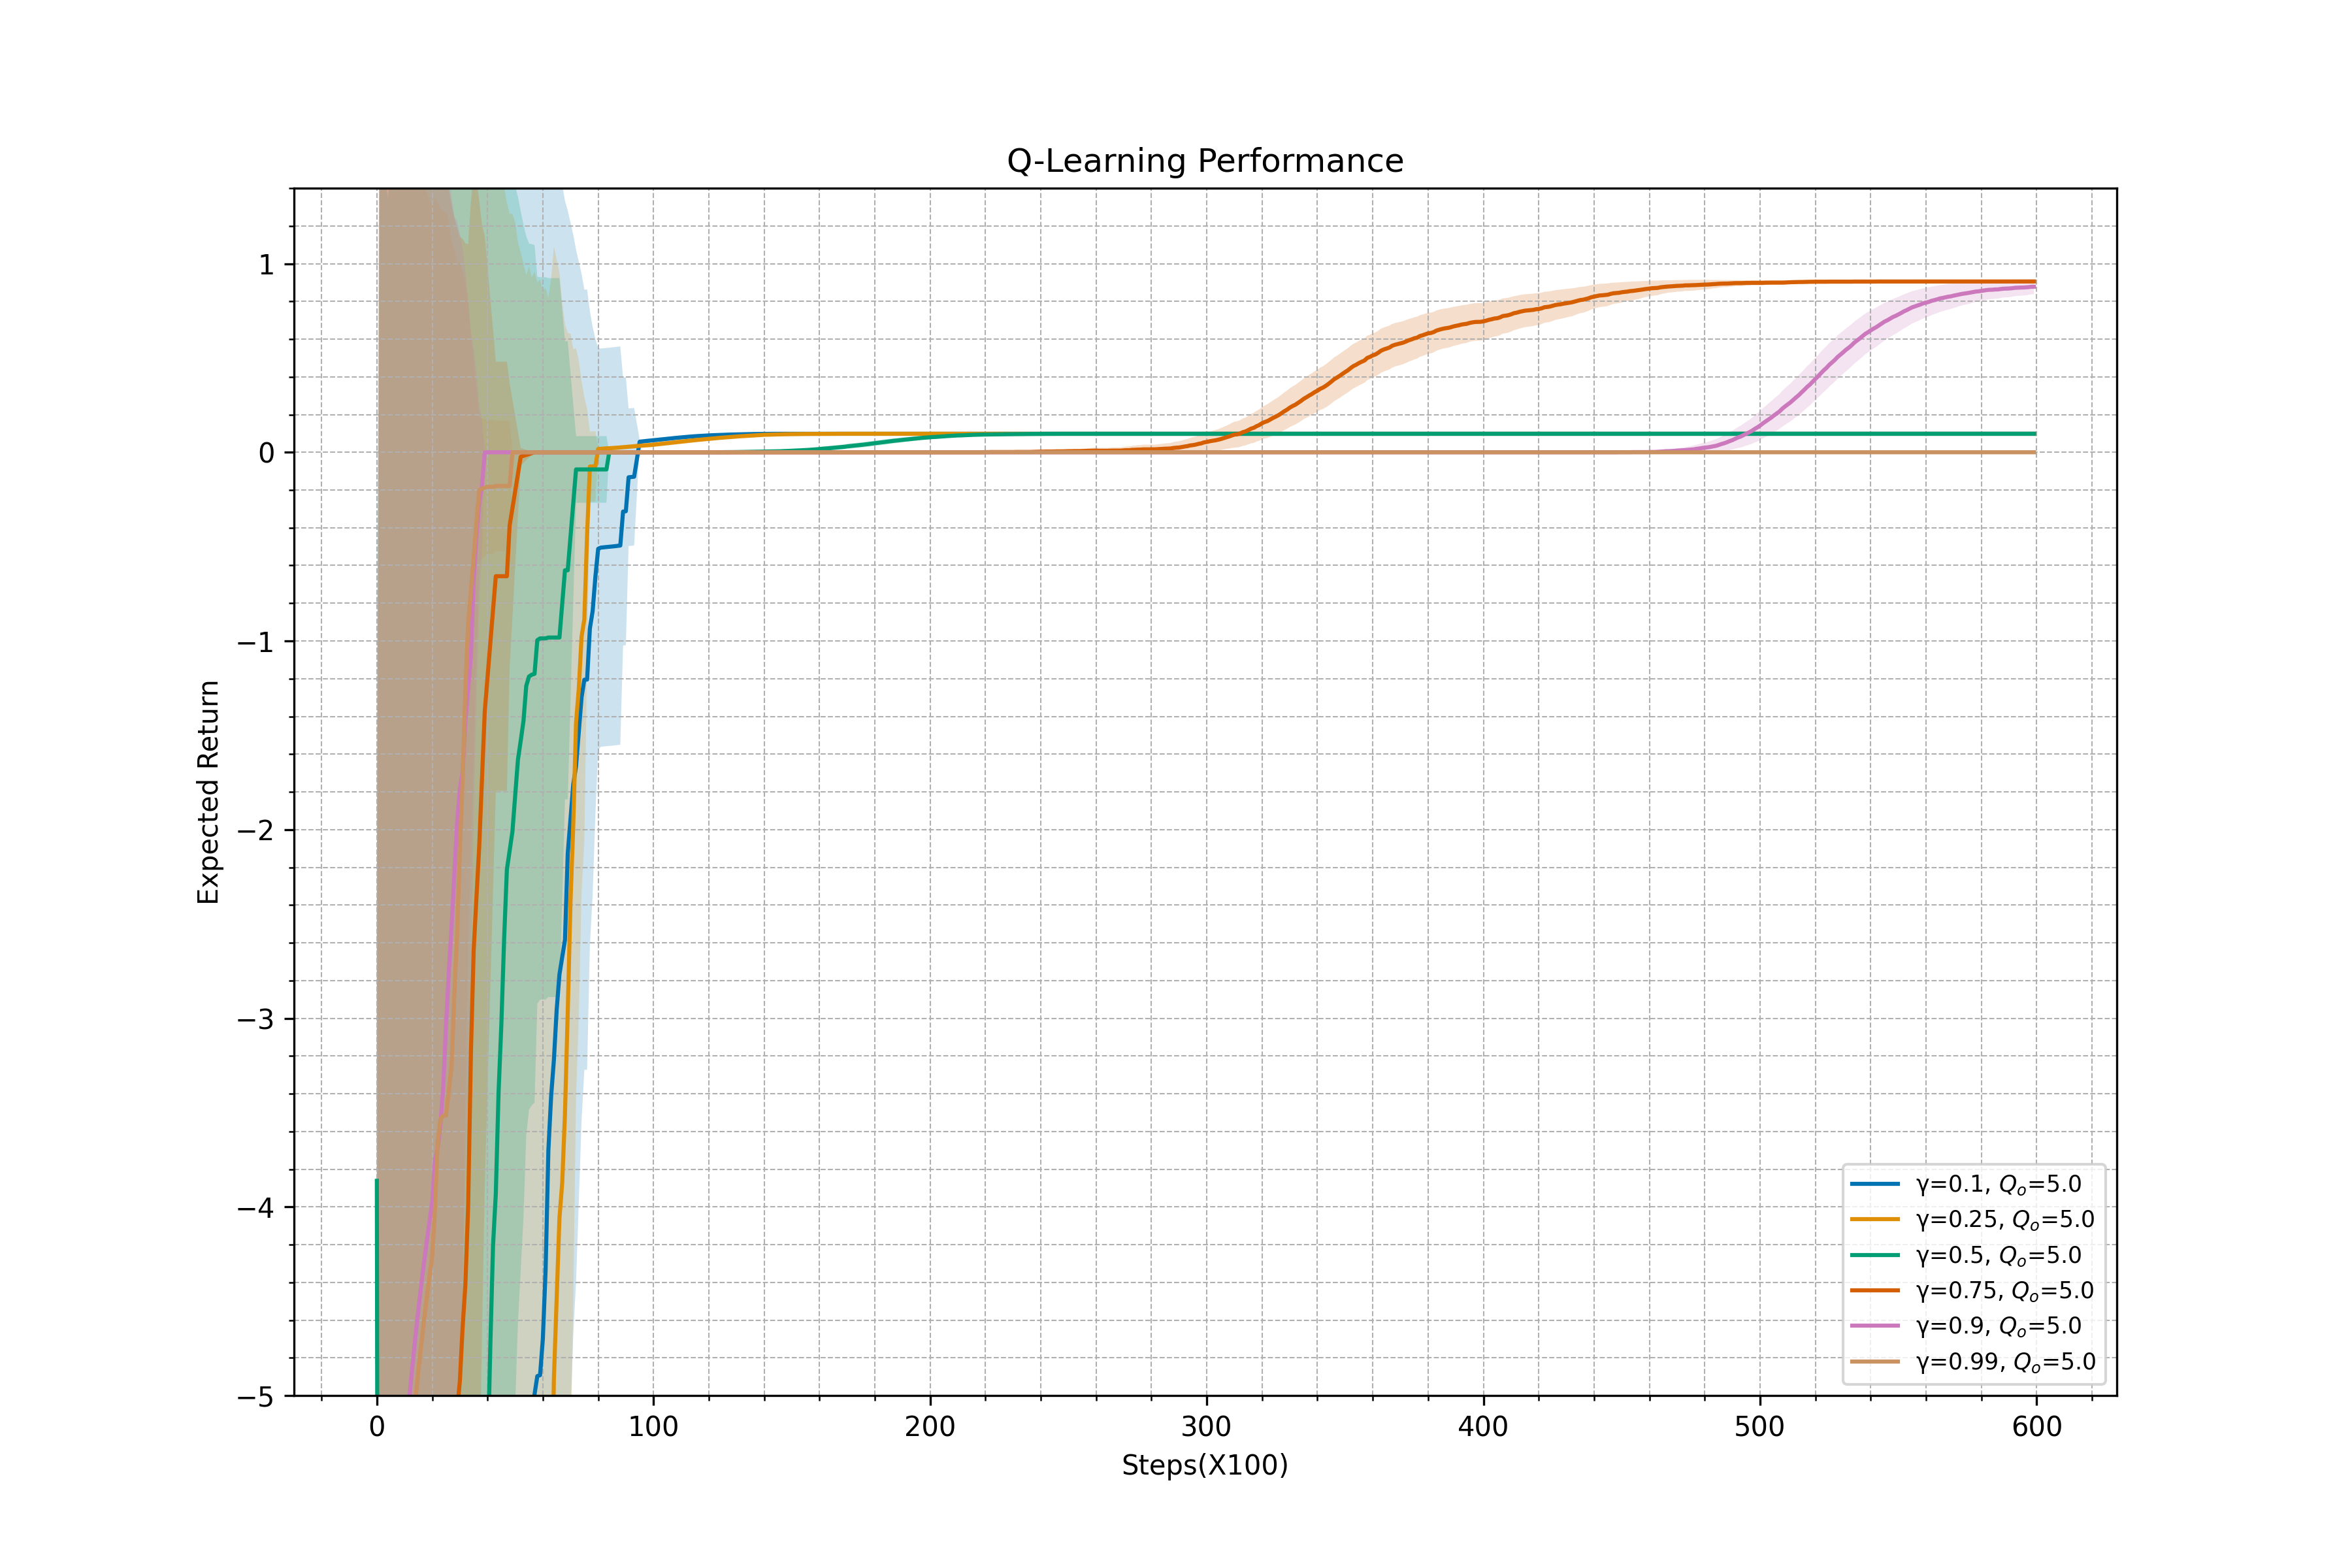 Q-Learning Performance
Expected Return
1
0
−1
−2
−3
−4
−5
0 100 200 300 400 500 600
Steps(X100)
γ=0.1, Qₒ=5.0
γ=0.25, Qₒ=5.0
γ=0.5, Qₒ=5.0
γ=0.75, Qₒ=5.0
γ=0.9, Qₒ=5.0
γ=0.99, Qₒ=5.0